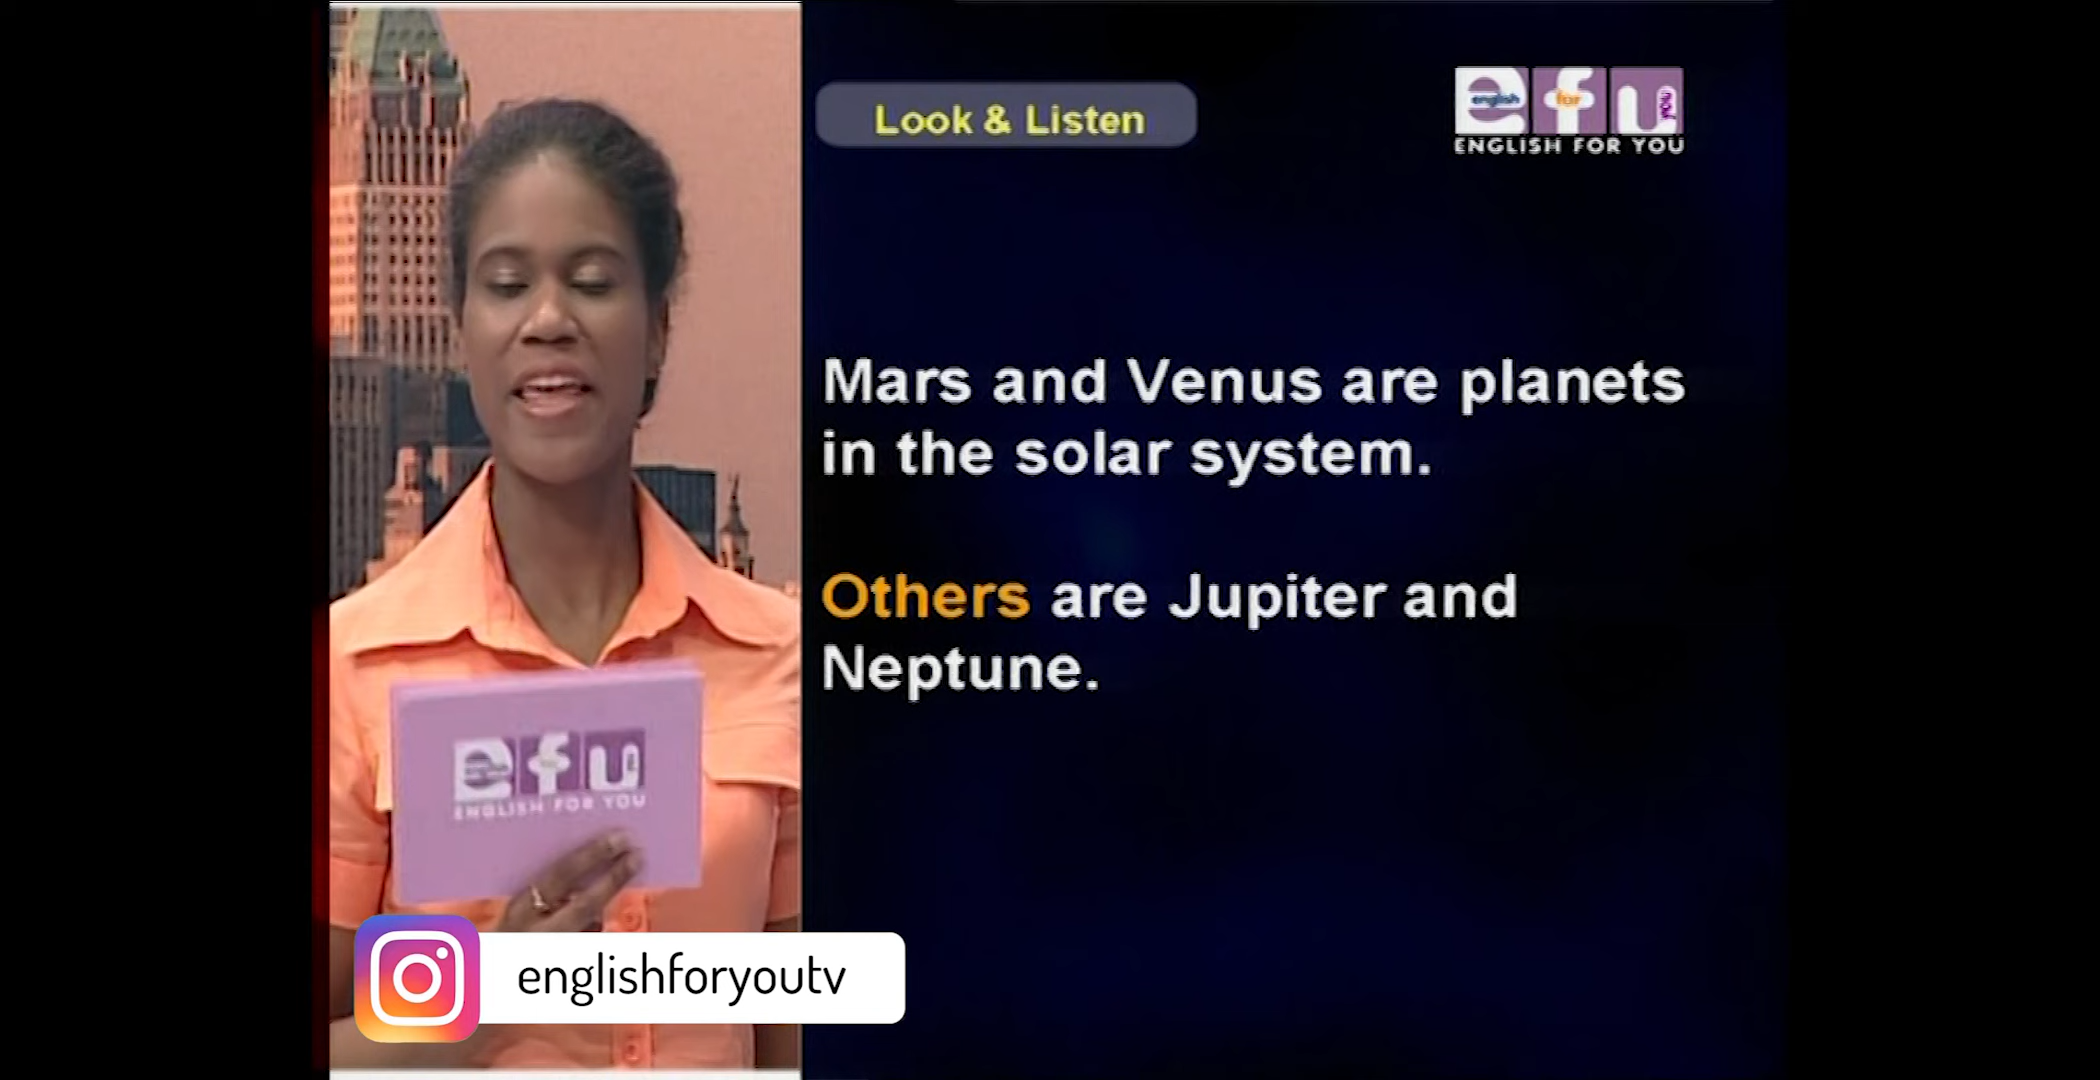 Look & Listen
english for you
ENGLISH FOR YOU
Mars and Venus are planets
in the solar system.
Others are Jupiter and
Neptune.
efu
ENGLISH FOR YOU
englishforyoutv